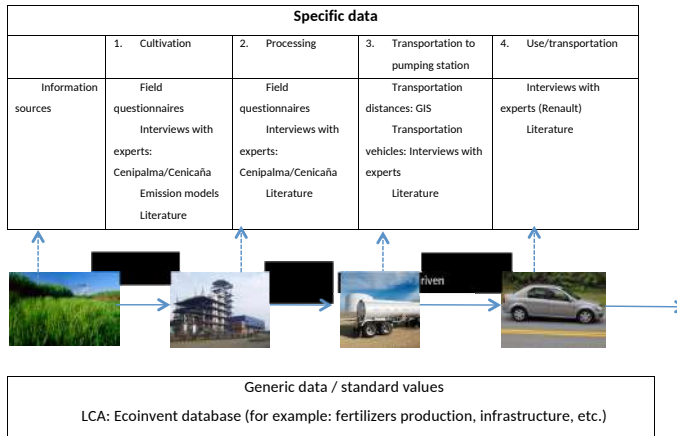 Specific data
1. Cultivation
2. Processing
3. Transportation to
pumping station
4. Use/transportation
Information
sources
Field
questionnaires
Interviews with
experts:
Cenipalma/Cenicaña
Emission models
Literature
Field
questionnaires
Interviews with
experts:
Cenipalma/Cenicaña
Literature
Transportation
distances: GIS
Transportation
vehicles: Interviews with
experts
Literature
Interviews with
experts (Renault)
Literature
riven
Generic data / standard values
LCA: Ecoinvent database (for example: fertilizers production, infrastructure, etc.)